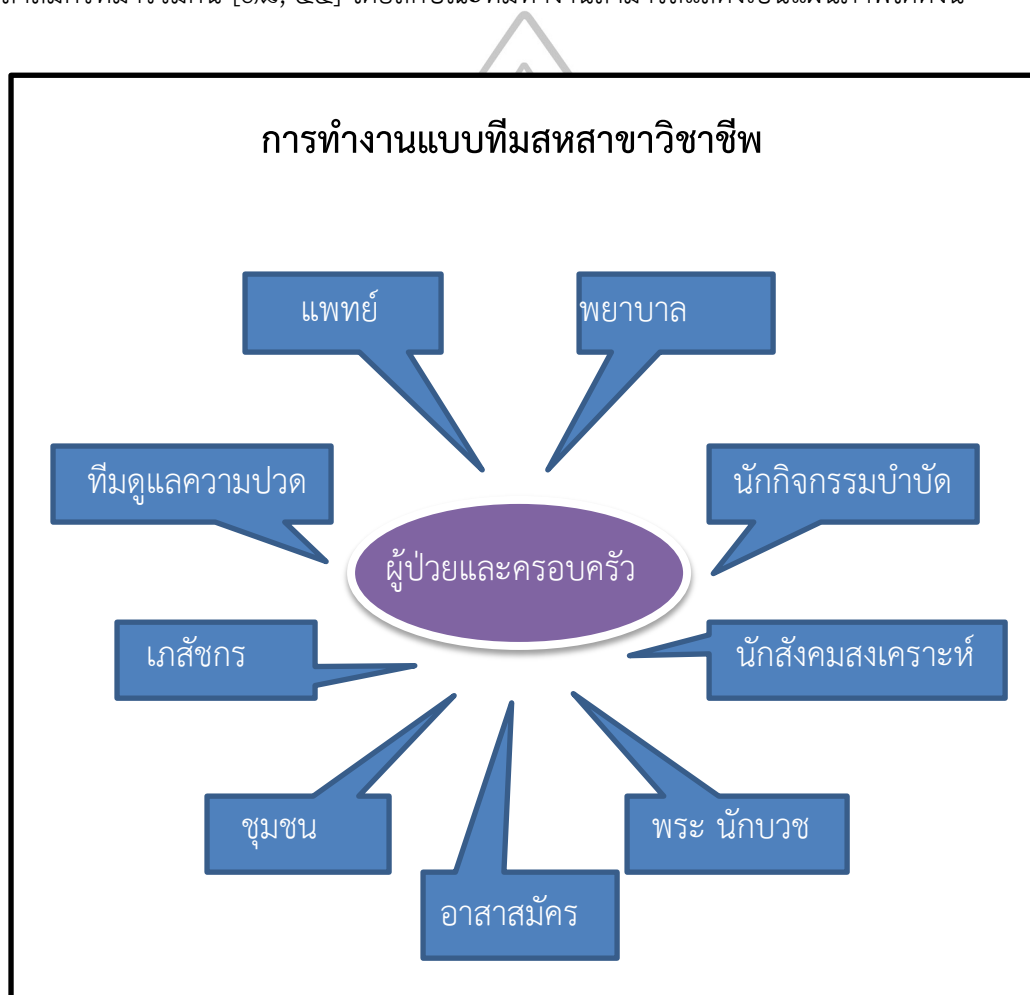 การทำงานแบบทีมสหสาขาวิชาชีพ
แพทย์
พยาบาล
ทีมดูแลความปวด
นักกิจกรรมบำบัด
ผู้ป่วยและครอบครัว
เภสัชกร
นักสังคมสงเคราะห์
ชุมชน
พระ นักบวช
อาสาสมัคร